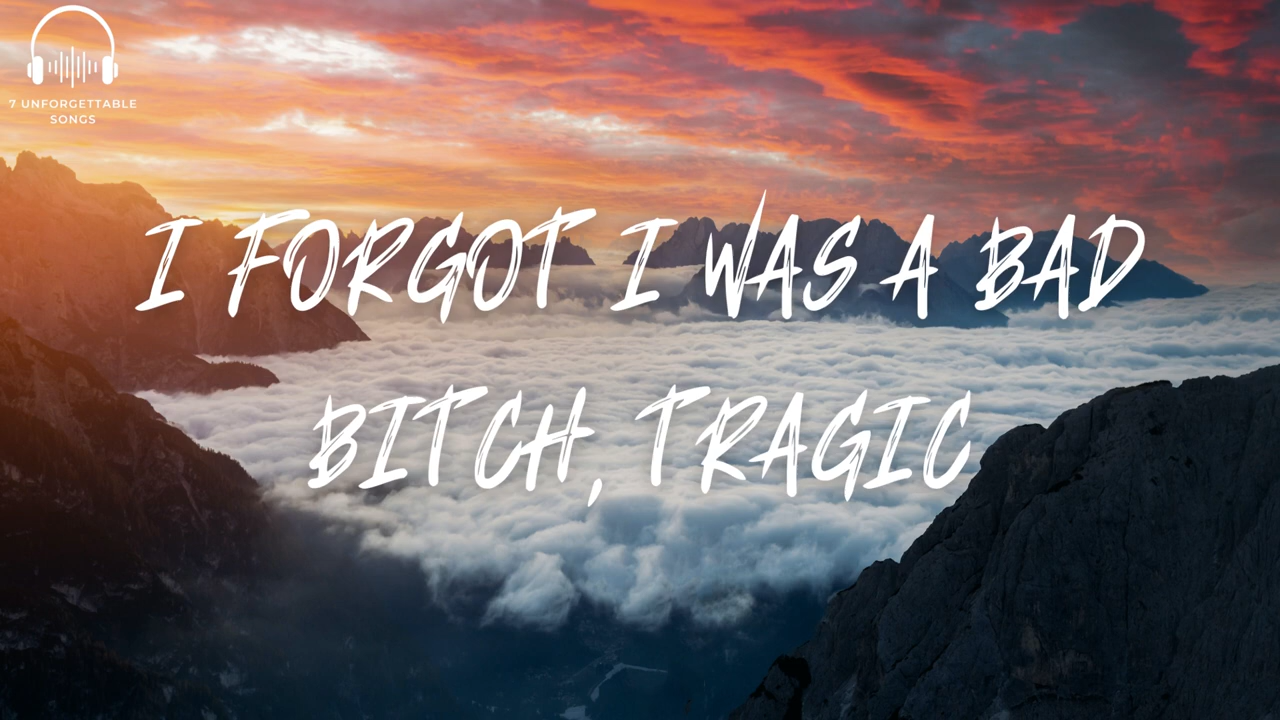 7 UNFORGETTABLE
SONGS
I FORGOT I WAS A BAD
BITCH, TRAGIC